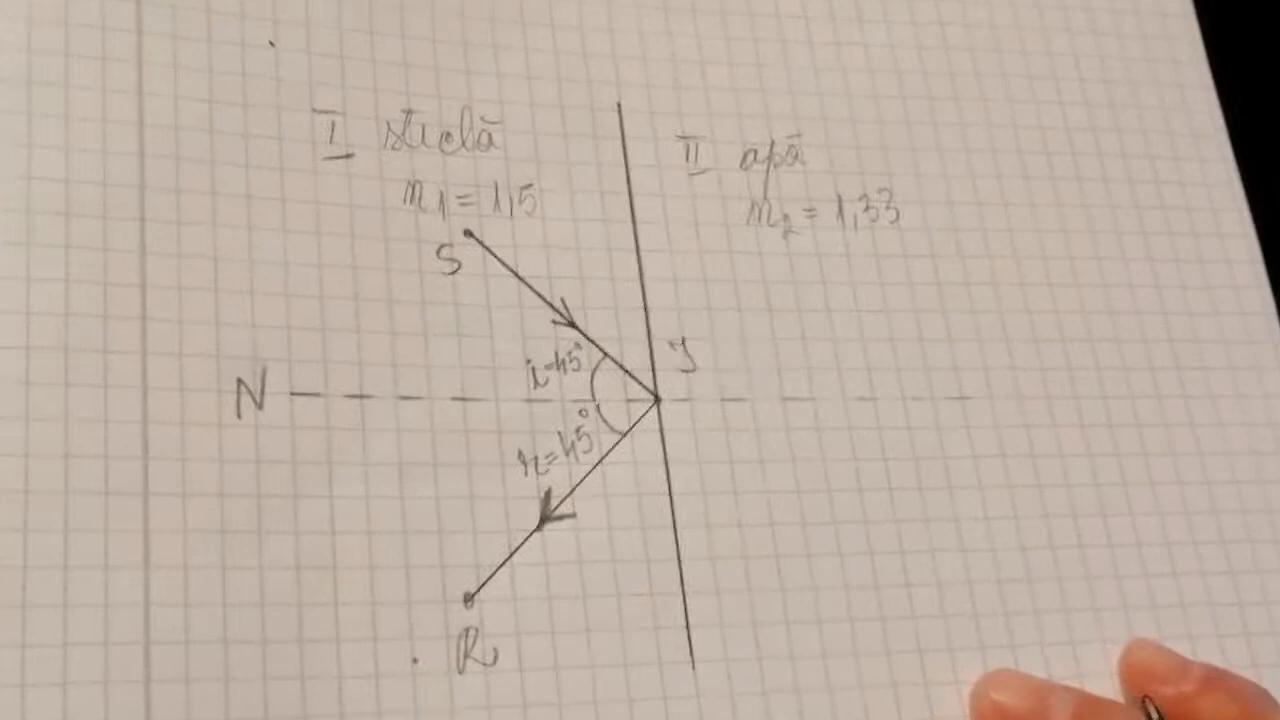 I sticlă
n1 = 1,5
II apă
n2 = 1,33
S
I
i=45°
N
r=45°
R